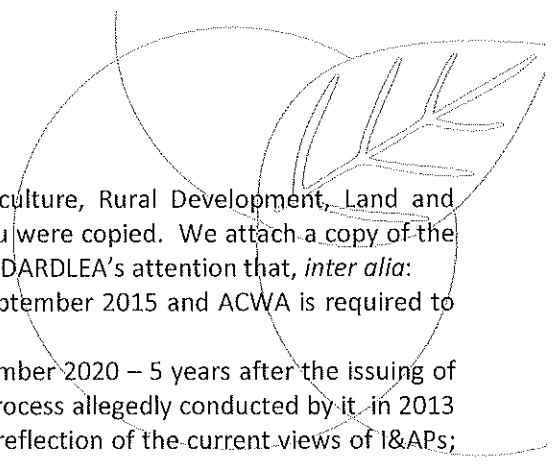 culture, Rural Development, Land and
u were copied. We attach a copy of the
DARDLEA's attention that, inter alia:
ptember 2015 and ACWA is required to
mber 2020 – 5 years after the issuing of
rocess allegedly conducted by it in 2013
reflection of the current views of I&APs;